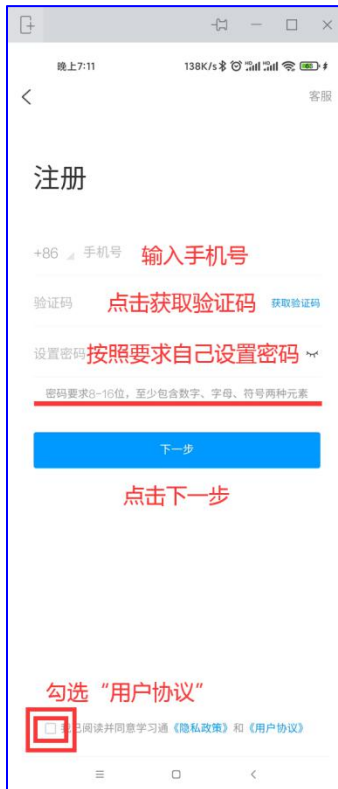 晚上7:11 138K/s
客服
注册
+86 手机号 输入手机号
验证码 点击获取验证码 获取验证码
设置密码 按照要求自己设置密码
密码要求8-16位，至少包含数字、字母、符号两种元素
下一步
点击下一步
勾选“用户协议”
已阅读并同意学习通《隐私政策》和《用户协议》